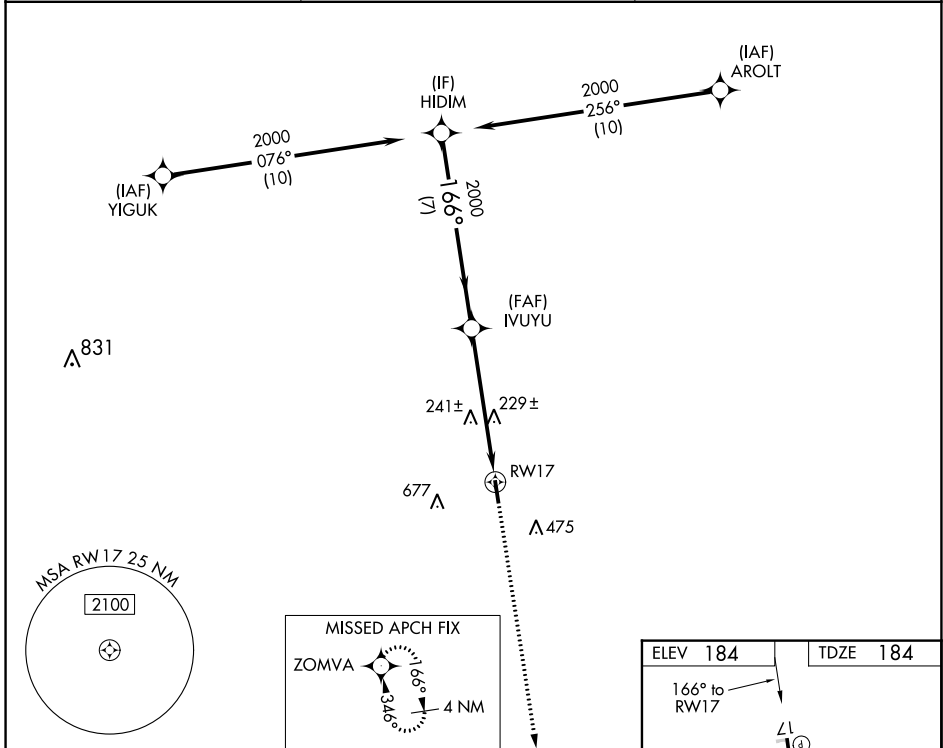 (IAF)
AROLT
(IF)
HIDIM
2000
256°
(10)
2000
076°
(10)
(IAF)
YIGUK
2000
166°
(7)
(FAF)
IVUYU
831
241±
229±
RW17
677
475
MSA RW17 25 NM
2100
MISSED APCH FIX
ZOMVA
166°
346°
4 NM
ELEV 184
TDZE 184
166° to
RW17
17
P